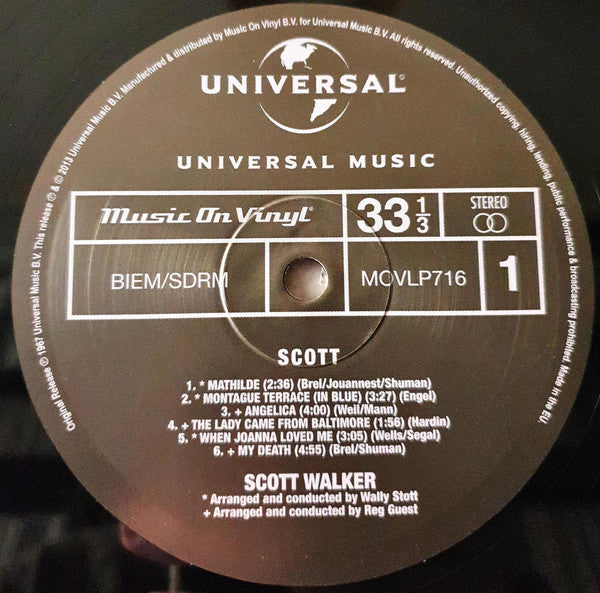 UNIVERSAL®
UNIVERSAL MUSIC
Music On Vinyl®
33 1/3
STEREO
BIEM/SDRM
MOVLP716
1
SCOTT
1. * MATHILDE (2:36) (Brel/Jouannest/Shuman)
2. * MONTAGUE TERRACE (IN BLUE) (3:27) (Engel)
3. + ANGELICA (4:00) (Weil/Mann)
4. + THE LADY CAME FROM BALTIMORE (1:56) (Hardin)
5. * WHEN JOANNA LOVED ME (3:05) (Wells/Segal)
6. + MY DEATH (4:55) (Brel/Shuman)
SCOTT WALKER
* Arranged and conducted by Wally Stott
+ Arranged and conducted by Reg Guest
Original Release ℗ 1967 Universal Music B.V. This release ℗ & © 2013 Universal Music B.V. Manufactured & distributed by Music On Vinyl B.V. for Universal Music B.V. All rights reserved. Unauthorized copying, hiring, lending, public performance & broadcasting prohibited. Made in the EU.